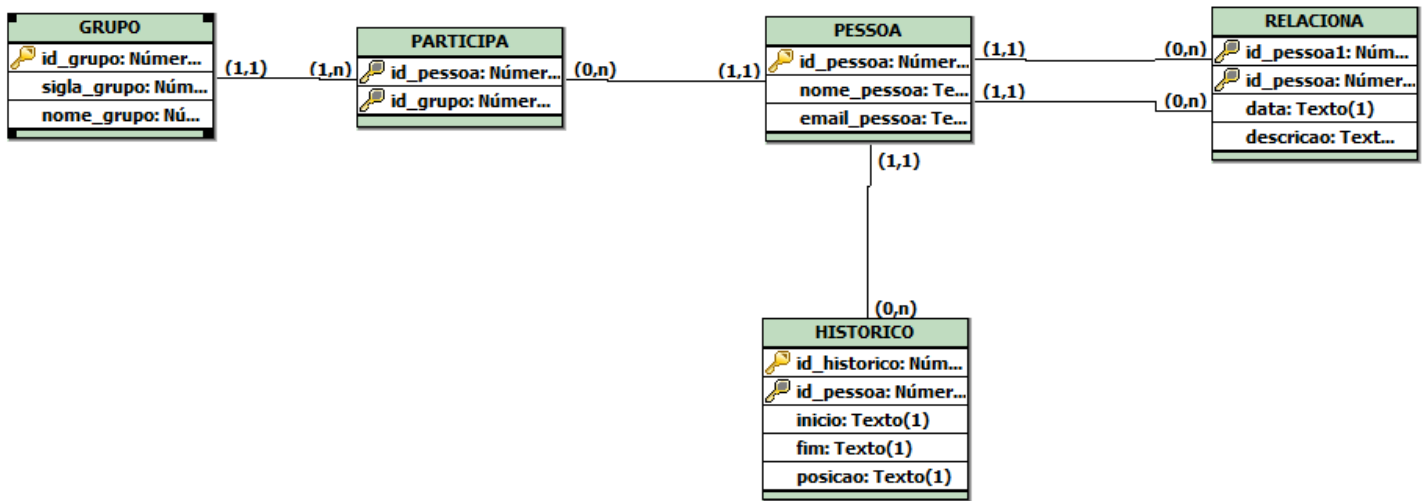 GRUPO
id_grupo: Númer...
sigla_grupo: Núm...
nome_grupo: Nú...
(1,1)
(1,n)
PARTICIPA
id_pessoa: Númer...
id_grupo: Númer...
(0,n)
(1,1)
PESSOA
id_pessoa: Númer...
nome_pessoa: Te...
email_pessoa: Te...
(1,1)
(0,n)
(1,1)
(0,n)
RELACIONA
id_pessoa1: Núm...
id_pessoa: Númer...
data: Texto(1)
descricao: Text...
(1,1)
(0,n)
HISTORICO
id_historico: Núm...
id_pessoa: Númer...
inicio: Texto(1)
fim: Texto(1)
posicao: Texto(1)